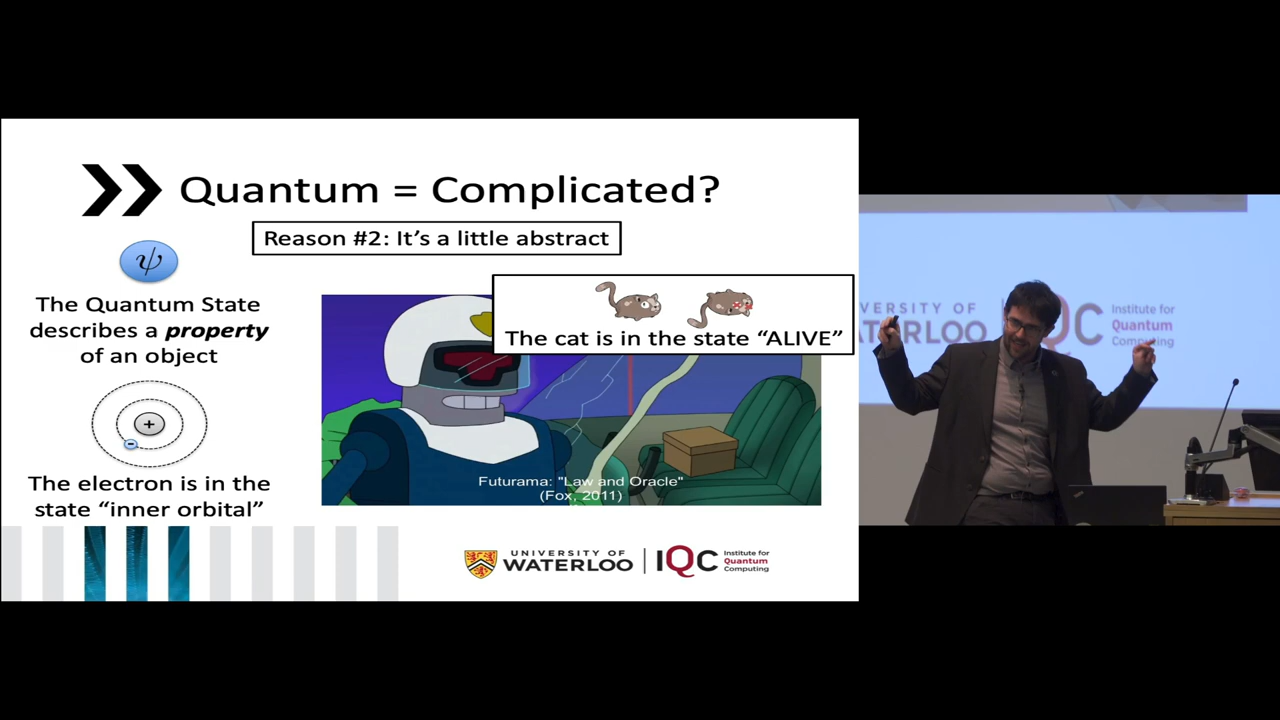 Quantum = Complicated?
Reason #2: It's a little abstract
ψ
The Quantum State
describes a property
of an object
+
−
The electron is in the
state “inner orbital”
The cat is in the state “ALIVE”
Futurama: "Law and Oracle"
(Fox, 2011)
UNIVERSITY OF
WATERLOO
IQC
Institute for
Quantum
Computing
VERSITY OF
ATERLOO
QC
Institute for
Quantum
Computing